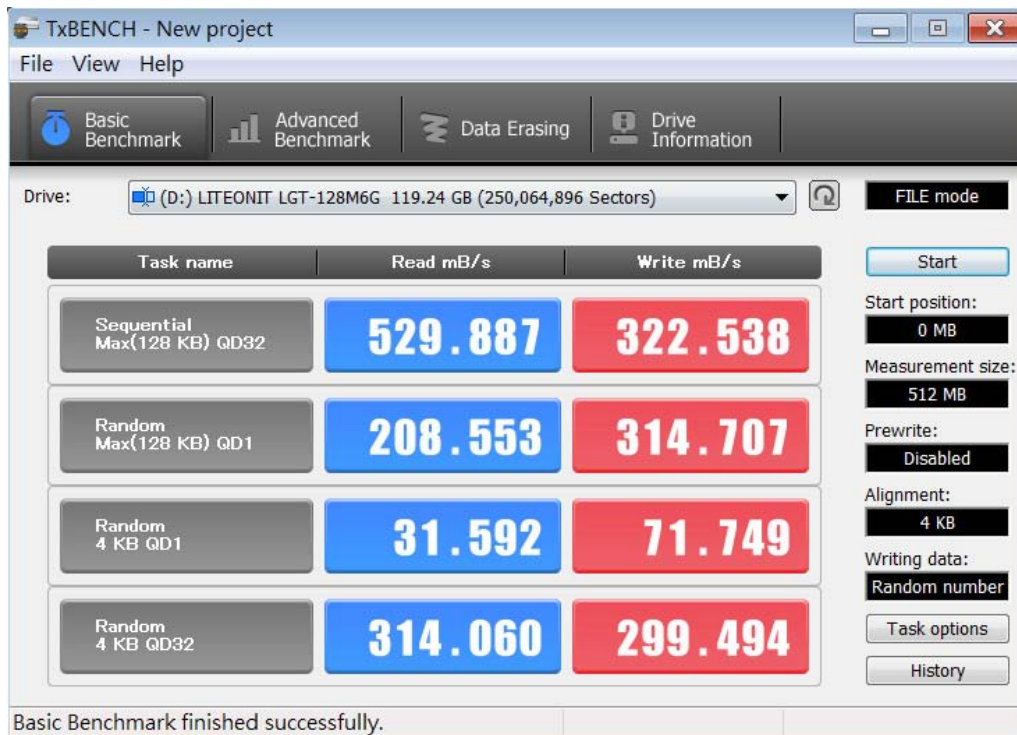 TxBENCH - New project
File View Help
Basic
Benchmark
Advanced
Benchmark
Data Erasing
Drive
Information
Drive:
(D:) LITEONIT LGT-128M6G 119.24 GB (250,064,896 Sectors)
FILE mode
Task name Read mB/s Write mB/s
Start
Sequential
Max(128 KB) QD32
529.887 322.538
Start position:
0 MB
Measurement size:
512 MB
Random
Max(128 KB) QD1
208.553 314.707
Prewrite:
Disabled
Alignment:
4 KB
Random
4 KB QD1
31.592 71.749
Writing data:
Random number
Random
4 KB QD32
314.060 299.494
Task options
History
Basic Benchmark finished successfully.